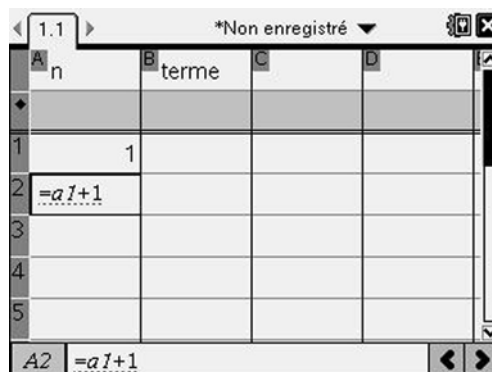 1.1 *Non enregistré
A n B terme C D E
1 1
2 =a1+1
3
4
5
A2 =a1+1